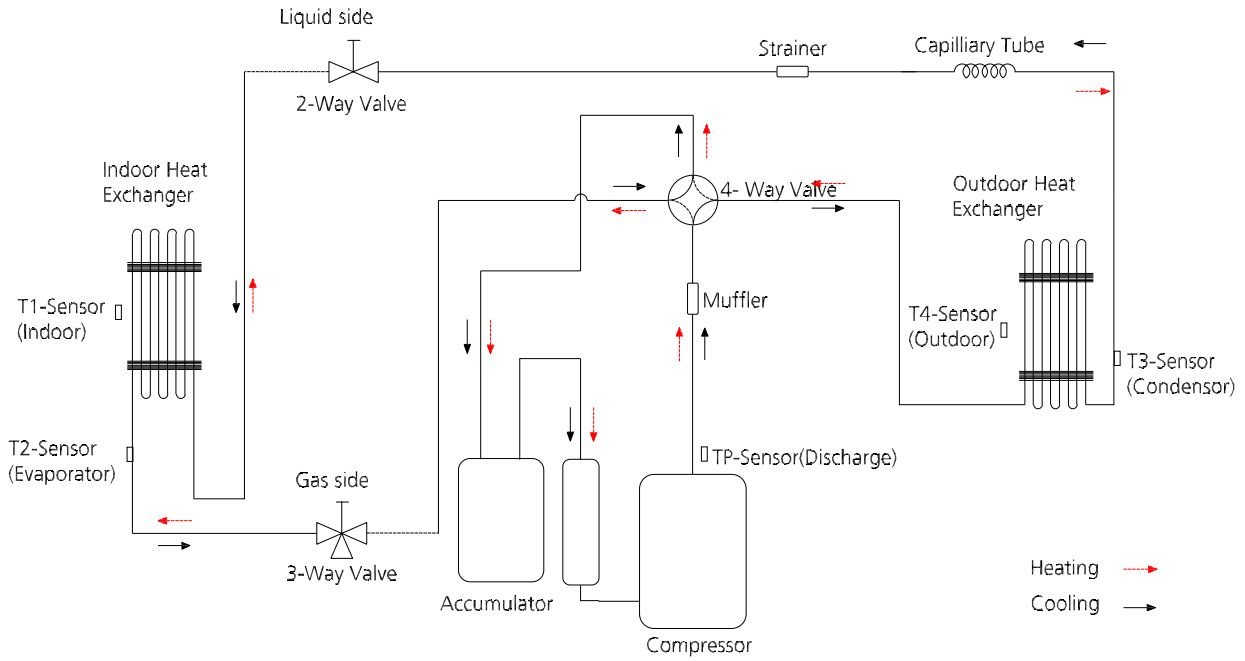 Liquid side
2-Way Valve
Strainer
Capilliary Tube
Indoor Heat
Exchanger
4- Way Valve
Outdoor Heat
Exchanger
T1-Sensor
(Indoor)
Muffler
T4-Sensor
(Outdoor)
T3-Sensor
(Condensor)
T2-Sensor
(Evaporator)
TP-Sensor(Discharge)
Gas side
3-Way Valve
Accumulator
Compressor
Heating
Cooling